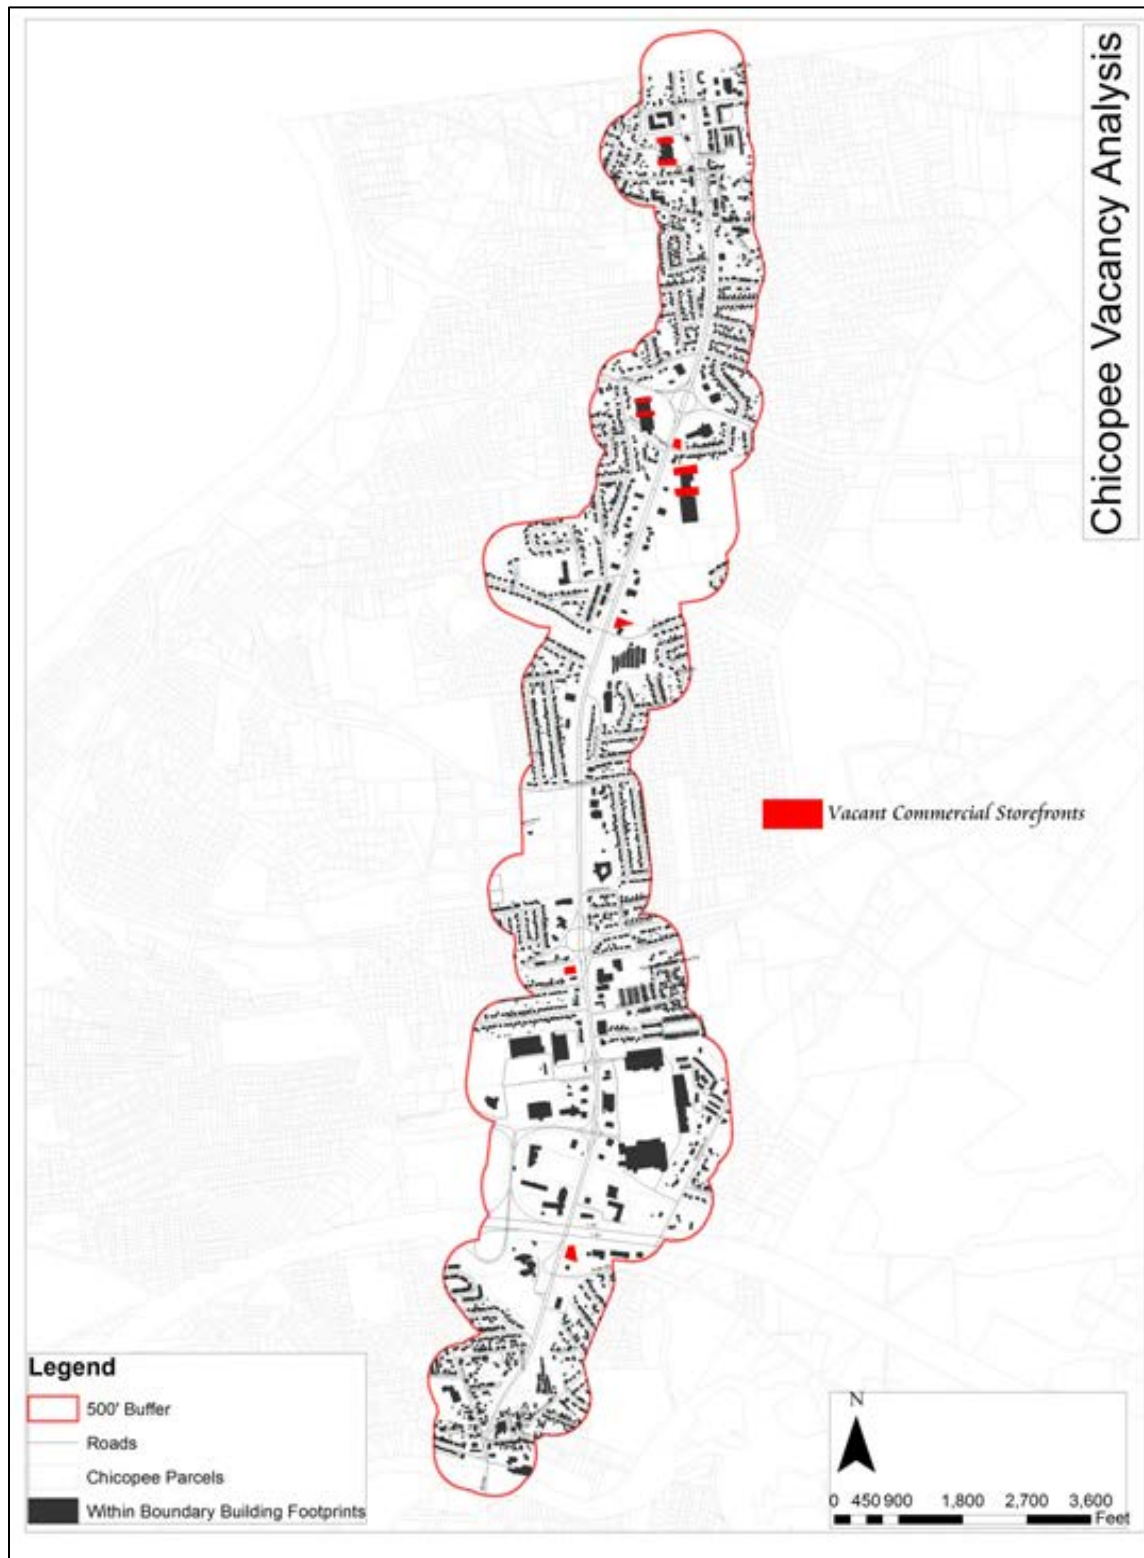 Chicopee Vacancy Analysis
Vacant Commercial Storefronts
Legend
500' Buffer
Roads
Chicopee Parcels
Within Boundary Building Footprints
N
0 450 900 1,800 2,700 3,600
Feet